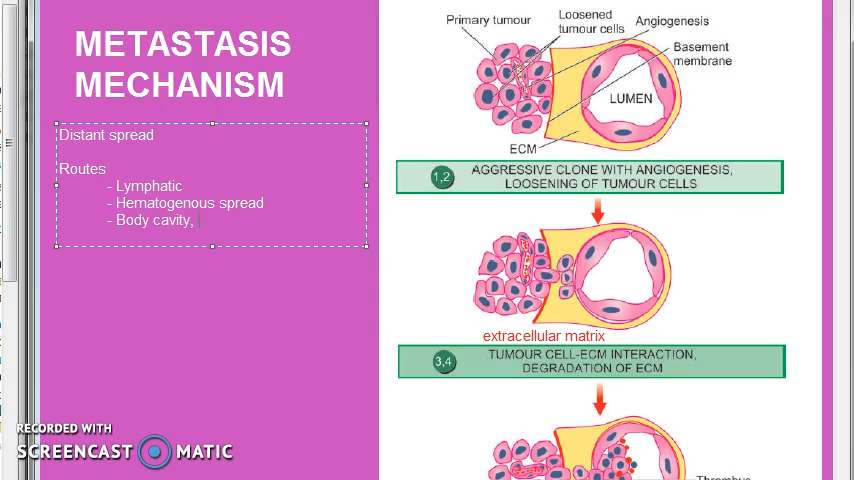 METASTASIS
MECHANISM
Distant spread
Routes
- Lymphatic
- Hematogenous spread
- Body cavity,
Primary tumour
Loosened
tumour cells
Angiogenesis
Basement
membrane
LUMEN
ECM
1,2
AGGRESSIVE CLONE WITH ANGIOGENESIS,
LOOSENING OF TUMOUR CELLS
extracellular matrix
3,4
TUMOUR CELL-ECM INTERACTION,
DEGRADATION OF ECM
Thrombus
RECORDED WITH
SCREENCAST MATIC